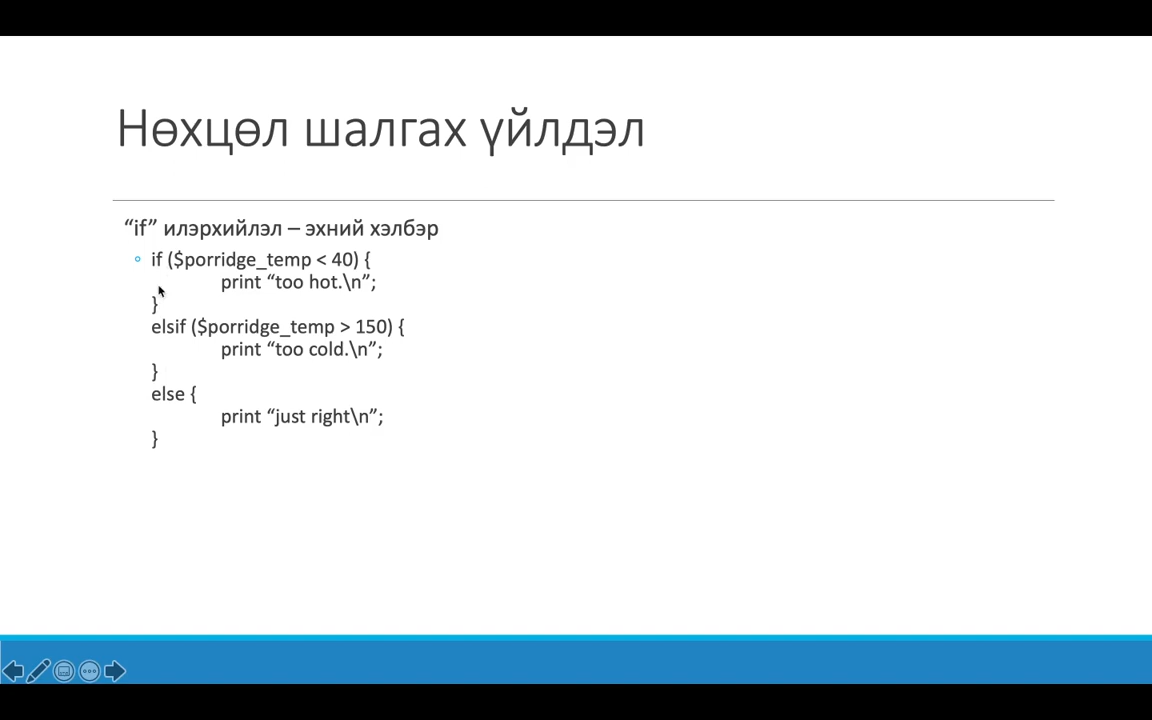 Нөхцөл шалгах үйлдэл
“if” илэрхийлэл – эхний хэлбэр
if ($porridge_temp < 40) {
print “too hot.\n”;
}
elsif ($porridge_temp > 150) {
print “too cold.\n”;
}
else {
print “just right\n”;
}